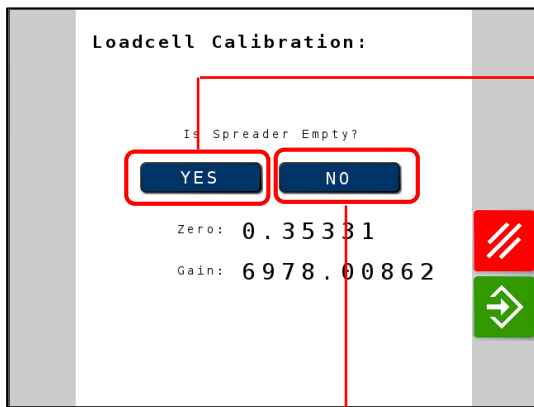 Loadcell Calibration:
Is Spreader Empty?
YES NO
Zero: 0.35331
Gain: 6978.00862